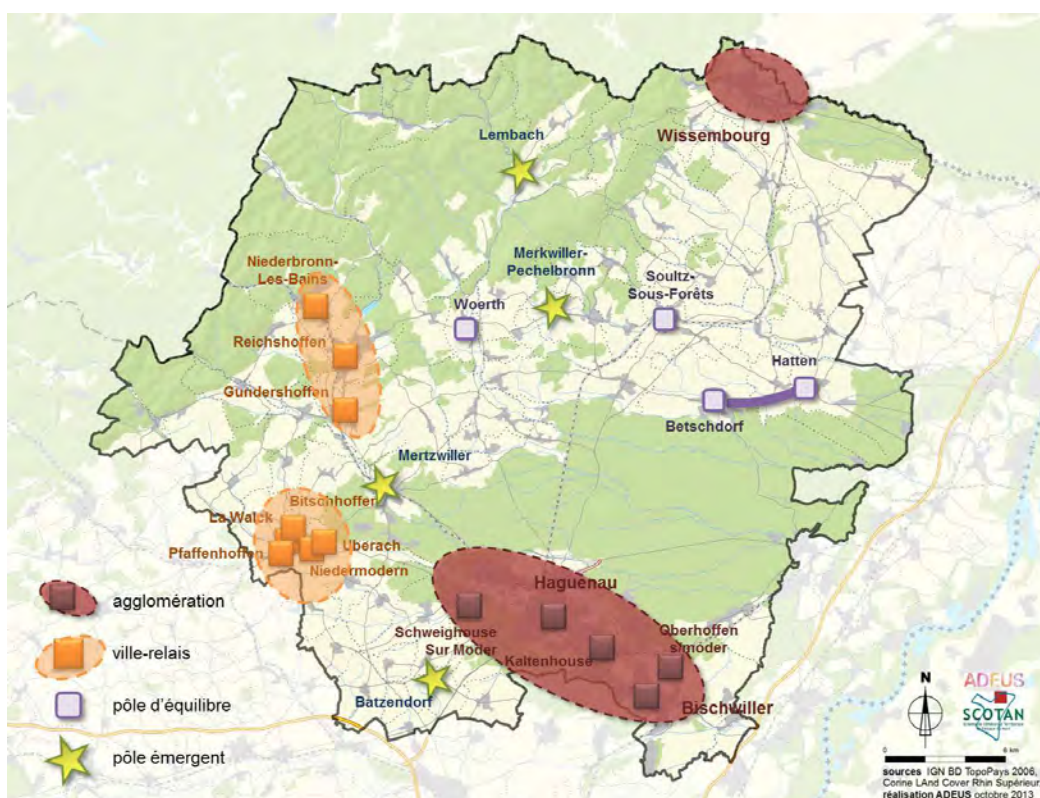 Wissembourg
Lembach
Merkwiller-
Pechelbronn
Niederbronn-
Les-Bains
Soultz-
Sous-Forêts
Woerth
Reichshoffen
Hatten
Gundershoffen
Betschdorf
Mertzwiller
Bitschhoffen
La Walck
Uberach
Pfaffenhoffen
Niedermodern
Haguenau
Schweighouse
Sur Moder
Oberhoffen
s/moder
Kaltenhouse
Batzendorf
Bischwiller
agglomération
ville-relais
pôle d'équilibre
pôle émergent
N
ADEUS
SCOTAN
0 6 km
sources IGN BD TopoPays 2006,
Corine LAnd Cover Rhin Supérieur
réalisation ADEUS octobre 2013